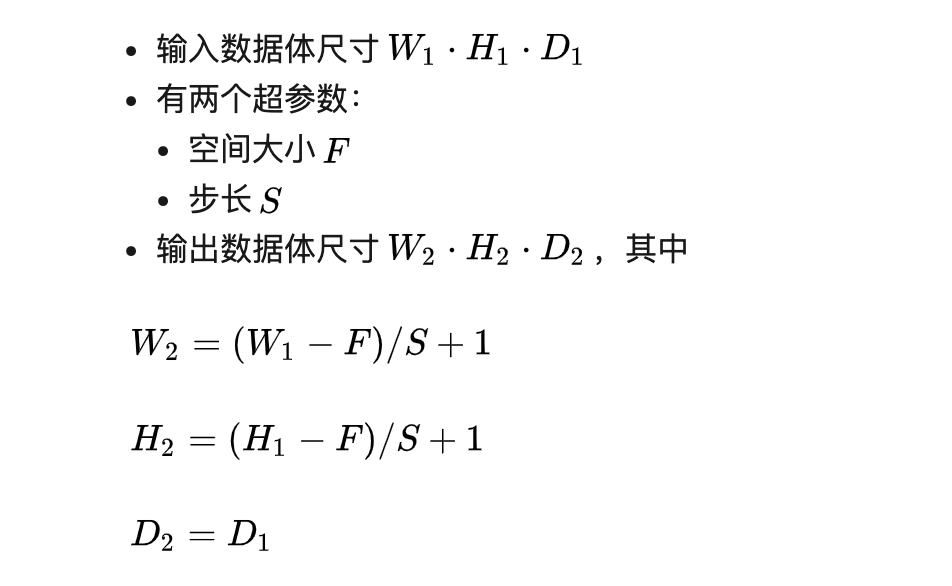 • 输入数据体尺寸 W₁ · H₁ · D₁
• 有两个超参数：
• 空间大小 F
• 步长 S
• 输出数据体尺寸 W₂ · H₂ · D₂ ，其中
W₂ = (W₁ − F)/S + 1
H₂ = (H₁ − F)/S + 1
D₂ = D₁